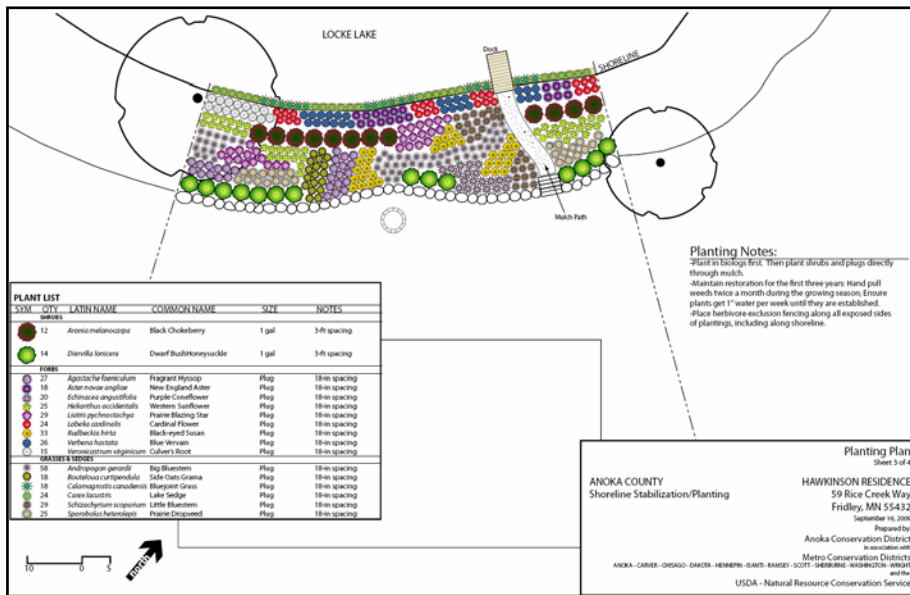 LOCKE LAKE
Dock
SHORELINE
Mulch Path
Planting Notes:
-Plant in biologs first. Then plant shrubs and plugs directly
through mulch.
-Maintain restoration for the first three years: Hand pull
weeds twice a month during the growing season; Ensure
plants get 1" water per week until they are established.
-Place herbivore exclusion fencing along all exposed sides
of plantings, including along shoreline.
PLANT LIST
SYM QTY LATIN NAME COMMON NAME SIZE NOTES
SHRUBS
12 Aronia melanocarpa Black Chokeberry 1 gal 3-ft spacing
14 Diervilla lonicera Dwarf BushHoneysuckle 1 gal 3-ft spacing
FORBS
27 Agastache foeniculum Fragrant Hyssop Plug 18-in spacing
18 Aster novae angliae New England Aster Plug 18-in spacing
20 Echinacea angustifolia Purple Coneflower Plug 18-in spacing
25 Helianthus occidentalis Western Sunflower Plug 18-in spacing
29 Liatris pychnostachya Prairie Blazing Star Plug 18-in spacing
24 Lobelia cardinalis Cardinal Flower Plug 18-in spacing
33 Rudbeckia hirta Black-eyed Susan Plug 18-in spacing
26 Verbena hastata Blue Vervain Plug 18-in spacing
15 Veronicastrum virginicum Culver's Root Plug 18-in spacing
GRASSES & SEDGES
58 Andropogon gerardii Big Bluestem Plug 18-in spacing
18 Bouteloua curtipendula Side Oats Grama Plug 18-in spacing
18 Calamagrostis canadensis Bluejoint Grass Plug 18-in spacing
24 Carex lacustris Lake Sedge Plug 18-in spacing
29 Schizachyrium scoparium Little Bluestem Plug 18-in spacing
25 Sporobolus heterolepis Prairie Dropseed Plug 18-in spacing
10 0 5
north
Planting Plan
Sheet 3 of 4
ANOKA COUNTY
Shoreline Stabilization/Planting
HAWKINSON RESIDENCE
59 Rice Creek Way
Fridley, MN 55432
Prepared by:
Anoka Conservation District
in association with
Metro Conservation Districts
ANOKA - CARVER - CHISAGO - DAKOTA - HENNEPIN - ISANTI - RAMSEY - SCOTT - SHERBURNE - WASHINGTON - WRIGHT
and the
USDA - Natural Resource Conservation Service